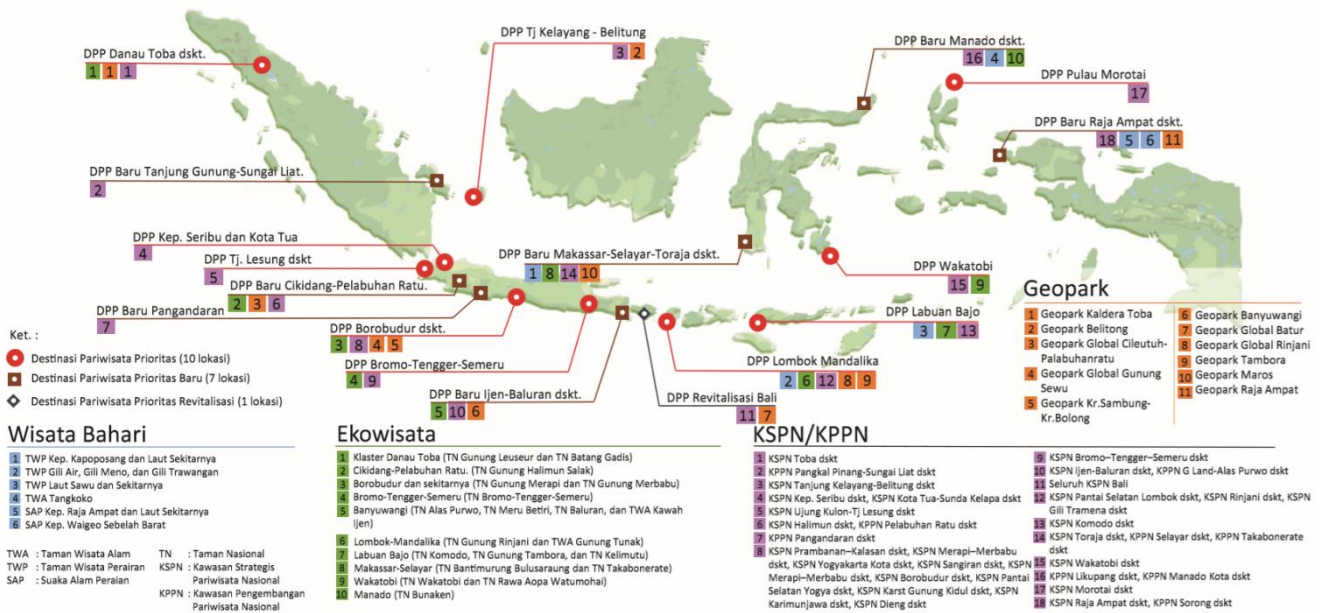 DPP Danau Toba dskt.
1 1 1
DPP Tj Kelayang - Belitung
3 2
DPP Baru Manado dskt.
16 4 10
DPP Pulau Morotai
17
DPP Baru Raja Ampat dskt.
18 5 6 11
DPP Baru Tanjung Gunung-Sungai Liat.
2
DPP Kep. Seribu dan Kota Tua
4
DPP Tj. Lesung dskt
5
DPP Baru Cikidang-Pelabuhan Ratu.
2 3 6
DPP Baru Pangandaran
7
DPP Baru Makassar-Selayar-Toraja dskt.
1 8 14 10
DPP Wakatobi
15 9
DPP Borobudur dskt.
3 8 4 5
DPP Bromo-Tengger-Semeru
4 9
DPP Baru Ijen-Baluran dskt.
5 10 6
DPP Labuan Bajo
3 7 13
DPP Lombok Mandalika
2 6 12 8 9
DPP Revitalisasi Bali
11 7
Ket. :
Destinasi Pariwisata Prioritas (10 lokasi)
Destinasi Pariwisata Prioritas Baru (7 lokasi)
Destinasi Pariwisata Prioritas Revitalisasi (1 lokasi)
Geopark
1 Geopark Kaldera Toba
2 Geopark Belitong
3 Geopark Global Cileutuh-
Palabuhanratu
4 Geopark Global Gunung
Sewu
5 Geopark Kr.Sambung-
Kr.Bolong
6 Geopark Banyuwangi
7 Geopark Global Batur
8 Geopark Global Rinjani
9 Geopark Tambora
10 Geopark Maros
11 Geopark Raja Ampat
Wisata Bahari
1 TWP Kep. Kapoposang dan Laut Sekitarnya
2 TWP Gili Air, Gili Meno, dan Gili Trawangan
3 TWP Laut Sawu dan Sekitarnya
4 TWA Tangkoko
5 SAP Kep. Raja Ampat dan Laut Sekitarnya
6 SAP Kep. Waigeo Sebelah Barat
TWA : Taman Wisata Alam
TWP : Taman Wisata Perairan
SAP : Suaka Alam Peraian
TN : Taman Nasional
KSPN : Kawasan Strategis
Pariwisata Nasional
KPPN : Kawasan Pengembangan
Pariwisata Nasional
Ekowisata
1 Klaster Danau Toba (TN Gunung Leuseur dan TN Batang Gadis)
2 Cikidang-Pelabuhan Ratu. (TN Gunung Halimun Salak)
3 Borobudur dan sekitarnya (TN Gunung Merapi dan TN Gunung Merbabu)
4 Bromo-Tengger-Semeru (TN Bromo-Tengger-Semeru)
5 Banyuwangi (TN Alas Purwo, TN Meru Betiri, TN Baluran, dan TWA Kawah
Ijen)
6 Lombok-Mandalika (TN Gunung Rinjani dan TWA Gunung Tunak)
7 Labuan Bajo (TN Komodo, TN Gunung Tambora, dan TN Kelimutu)
8 Makassar-Selayar (TN Bantimurung Bulusaraung dan TN Takabonerate)
9 Wakatobi (TN Wakatobi dan TN Rawa Aopa Watumohai)
10 Manado (TN Bunaken)
KSPN/KPPN
1 KSPN Toba dskt
2 KPPN Pangkal Pinang-Sungai Liat dskt
3 KSPN Tanjung Kelayang-Belitung dskt
4 KSPN Kep. Seribu dskt, KSPN Kota Tua-Sunda Kelapa dskt
5 KSPN Ujung Kulon-Tj Lesung dskt
6 KSPN Halimun dskt, KPPN Pelabuhan Ratu dskt
7 KPPN Pangandaran dskt
8 KSPN Prambanan–Kalasan dskt, KSPN Merapi–Merbabu
dskt, KSPN Yogyakarta Kota dskt, KSPN Sangiran dskt, KSPN
Merapi–Merbabu dskt, KSPN Borobudur dskt, KSPN Pantai
Selatan Yogya dskt, KSPN Karst Gunung Kidul dskt, KSPN
Karimunjawa dskt, KSPN Dieng dskt
9 KSPN Bromo–Tengger–Semeru dskt
10 KSPN Ijen-Baluran dskt, KPPN G Land-Alas Purwo dskt
11 Seluruh KSPN Bali
12 KSPN Pantai Selatan Lombok dskt, KSPN Rinjani dskt, KSPN
Gili Tramena dskt
13 KSPN Komodo dskt
14 KSPN Toraja dskt, KPPN Selayar dskt, KPPN Takabonerate
dskt
15 KSPN Wakatobi dskt
16 KPPN Likupang dskt, KPPN Manado Kota dskt
17 KSPN Morotai dskt
18 KSPN Raja Ampat dskt, KPPN Sorong dskt